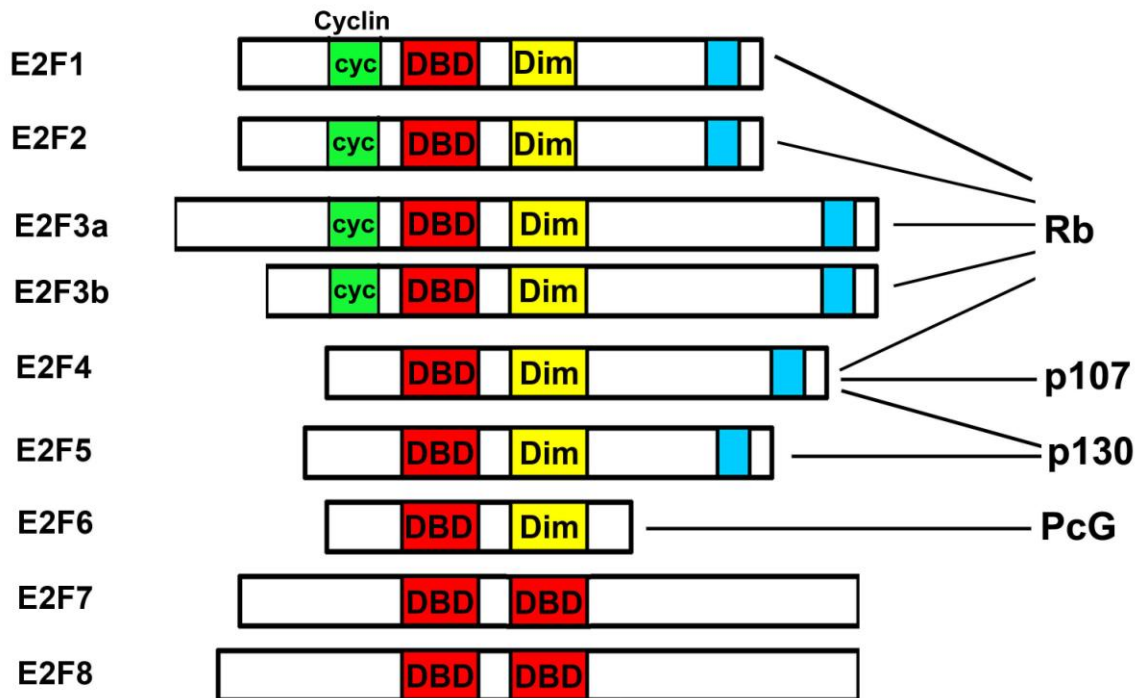 Cyclin
E2F1 cyc DBD Dim
E2F2 cyc DBD Dim
E2F3a cyc DBD Dim Rb
E2F3b cyc DBD Dim
E2F4 DBD Dim p107
E2F5 DBD Dim p130
E2F6 DBD Dim PcG
E2F7 DBD DBD
E2F8 DBD DBD